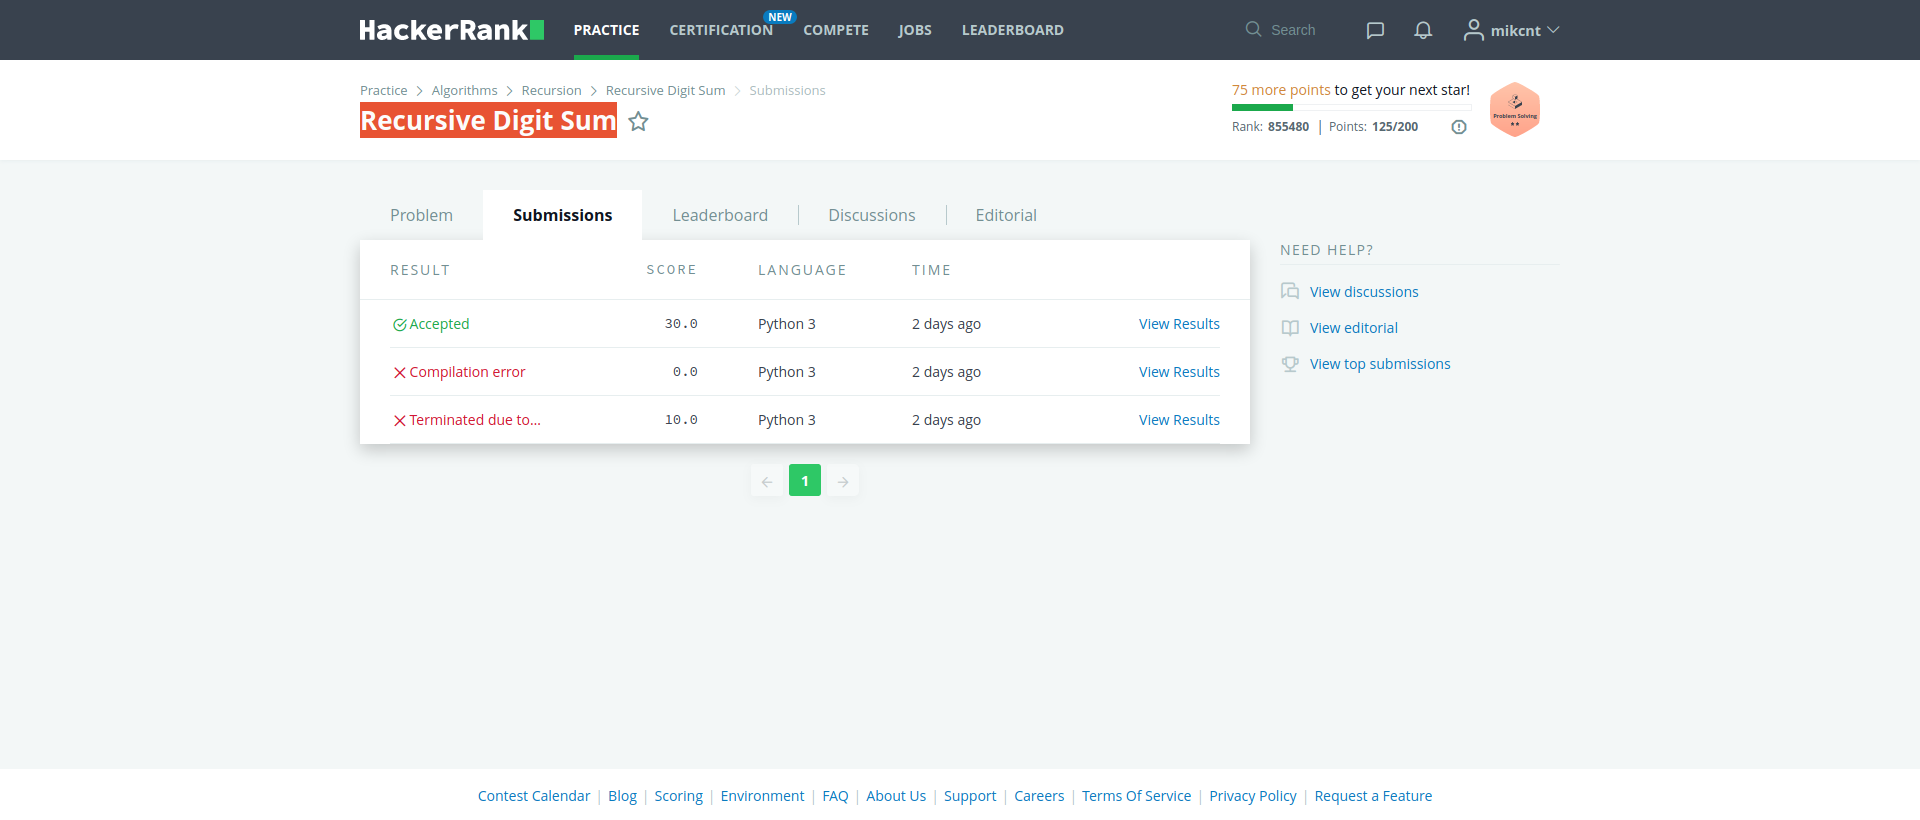 HackerRank PRACTICE CERTIFICATION NEW COMPETE JOBS LEADERBOARD Search mikcnt
Practice > Algorithms > Recursion > Recursive Digit Sum > Submissions
Recursive Digit Sum
75 more points to get your next star!
Rank: 855480 | Points: 125/200
Problem Solving
Problem Submissions Leaderboard Discussions Editorial
RESULT SCORE LANGUAGE TIME
Accepted 30.0 Python 3 2 days ago View Results
Compilation error 0.0 Python 3 2 days ago View Results
Terminated due to... 10.0 Python 3 2 days ago View Results
1
NEED HELP?
View discussions
View editorial
View top submissions
Contest Calendar | Blog | Scoring | Environment | FAQ | About Us | Support | Careers | Terms Of Service | Privacy Policy | Request a Feature